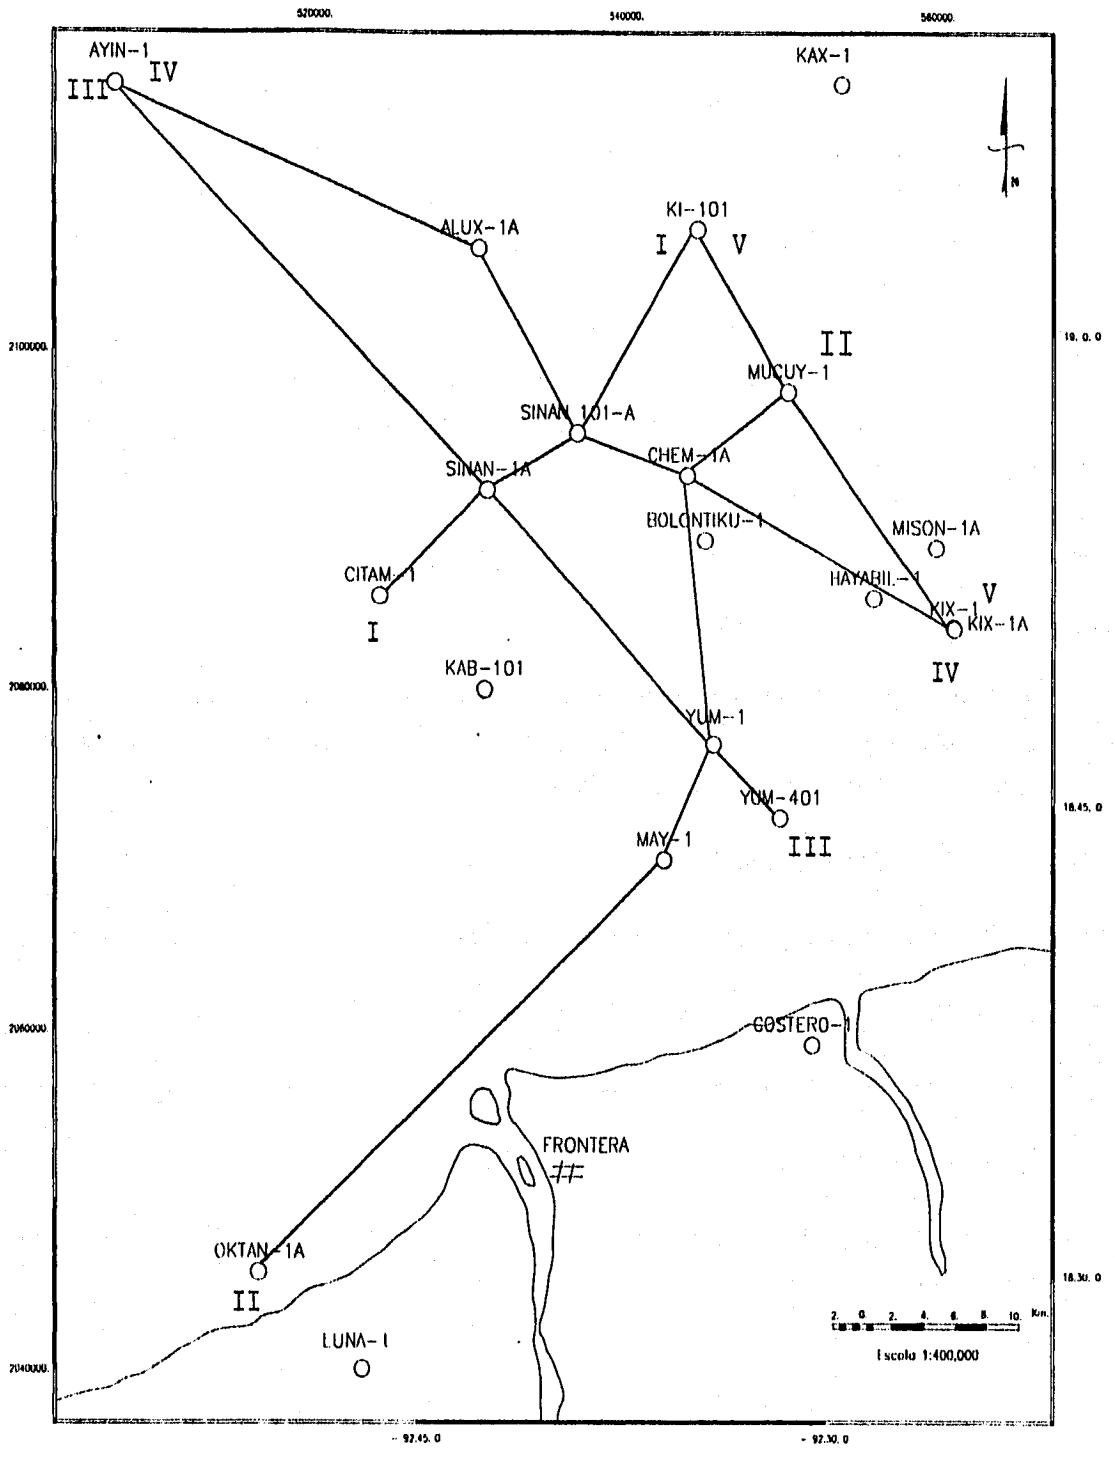 520000.
540000.
560000.
AYIN-1
IV
III
KAX-1
N
KI-101
I
V
ALUX-1A
2100000.
19. 0. 0
II
MUCUY-1
SINAN 101-A
CHEM-1A
SINAN-1A
BOLONTIKU-1
MISON-1A
CITAM-1
HAYABIL-1
V
KIX-1
KIX-1A
I
IV
KAB-101
2080000.
YUM-1
YUM-401
18.45. 0
MAY-1
III
2060000.
COSTERO-1
FRONTERA
OKTAN-1A
18.30. 0
II
2. 0. 2. 4. 6. 8. 10. Km.
LUNA-1
Escala 1:400,000
2040000.
- 92.45. 0
- 92.30. 0